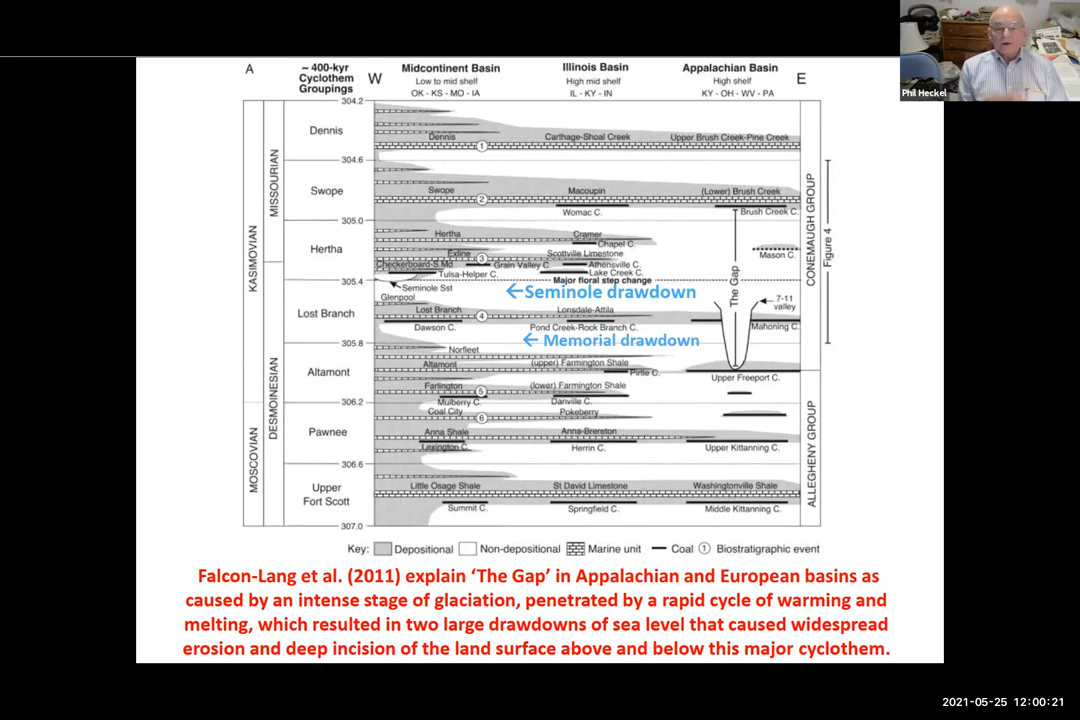 Phil Heckel
A
~ 400-kyr
Cyclothem
Groupings
W
Midcontinent Basin
Low to mid shelf
OK - KS - MO - IA
Illinois Basin
High mid shelf
IL - KY - IN
Appalachian Basin
High shelf
KY - OH - WV - PA
E
304.2
Dennis
Dennis
Carthage-Shoal Creek
Upper Brush Creek-Pine Creek
1
304.6
MISSOURIAN
Swope
Swope
Macoupin
(Lower) Brush Creek
2
Womac C.
Brush Creek C.
305.0
KASIMOVIAN
Hertha
Hertha
Cramer
Chapel C.
Mason C.
Exline
3
Scottville Limestone
Checkerboard-S.Md
Grain Valley C.
Athensville C.
Tulsa-Helper C.
Lake Creek C.
305.4
Major floral step change
Seminole Sst
←Seminole drawdown
The Gap
7-11
valley
Glenpool
Lost Branch
Lost Branch
Lonsdale-Attila
4
Dawson C.
Pond Creek-Rock Branch C.
Mahoning C.
305.8
← Memorial drawdown
Norfleet
Altamont
Altamont
(upper) Farmington Shale
Pirtle C.
Upper Freeport C.
Farlington
5
(lower) Farmington Shale
306.2
Mulberry C.
Danville C.
DESMOINESIAN
Coal City
6
Pokeberry
Pawnee
Anna Shale
Anna-Brereton
Lexington C.
Herrin C.
Upper Kittanning C.
306.6
MOSCOVIAN
Upper
Fort Scott
Little Osage Shale
St David Limestone
Washingtonville Shale
Summit C.
Springfield C.
Middle Kittanning C.
307.0
CONEMAUGH GROUP
ALLEGHENY GROUP
Figure 4
Key: Depositional Non-depositional Marine unit Coal 1 Biostratigraphic event
Falcon-Lang et al. (2011) explain ‘The Gap’ in Appalachian and European basins as
caused by an intense stage of glaciation, penetrated by a rapid cycle of warming and
melting, which resulted in two large drawdowns of sea level that caused widespread
erosion and deep incision of the land surface above and below this major cyclothem.
2021-05-25 12:00:21